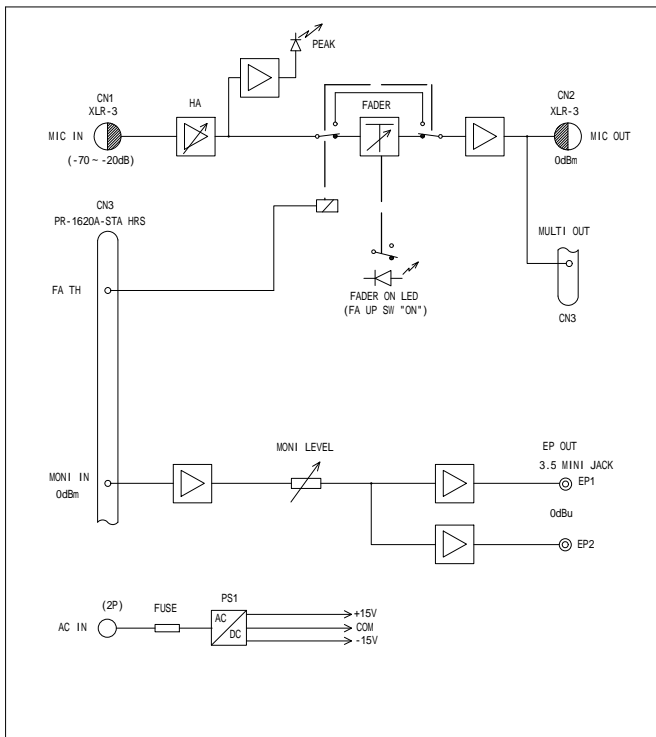 PEAK
CN1
XLR-3
HA
FADER
CN2
XLR-3
MIC IN
MIC OUT
(-70 ~ -20dB)
0dBm
CN3
PR-1620A-STA HRS
MULTI OUT
FA TH
FADER ON LED
(FA UP SW "ON")
CN3
MONI LEVEL
EP OUT
3.5 MINI JACK
MONI IN
EP1
0dBm
0dBu
EP2
(2P)
FUSE
PS1
AC IN
AC
DC
+15V
COM
-15V